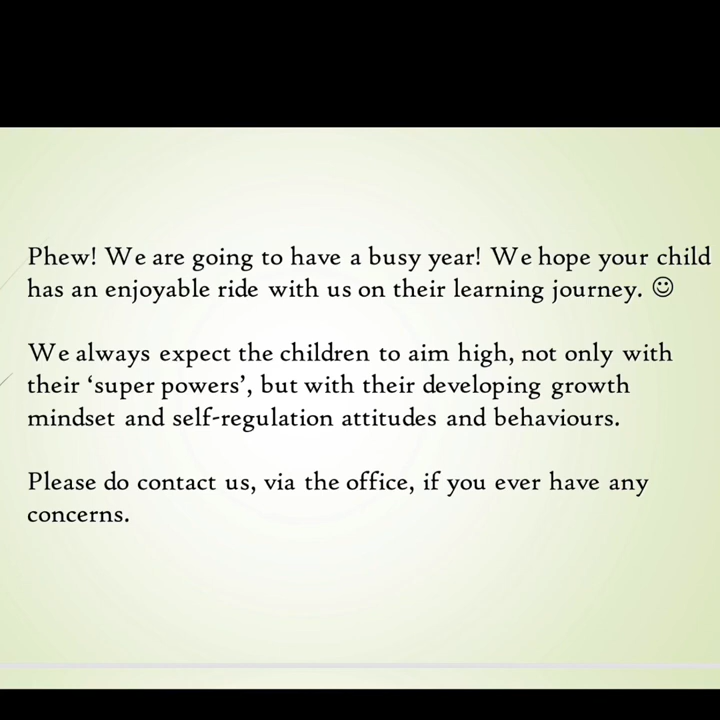 Phew! We are going to have a busy year! We hope your child
has an enjoyable ride with us on their learning journey. ☺
We always expect the children to aim high, not only with
their ‘super powers’, but with their developing growth
mindset and self-regulation attitudes and behaviours.
Please do contact us, via the office, if you ever have any
concerns.